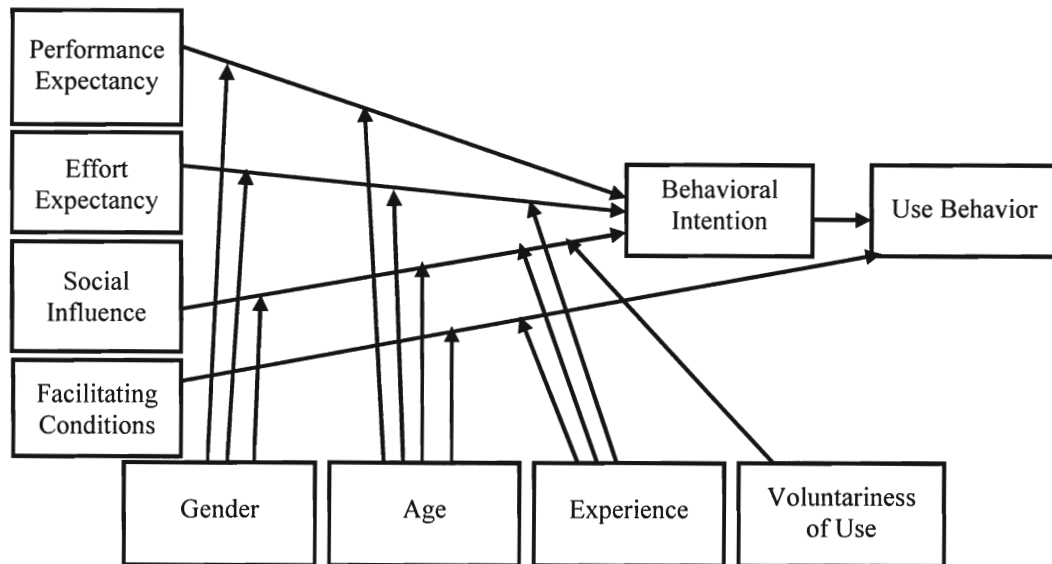 Performance
Expectancy
Effort
Expectancy
Social
Influence
Facilitating
Conditions
Behavioral
Intention
Use Behavior
Gender
Age
Experience
Voluntariness
of Use